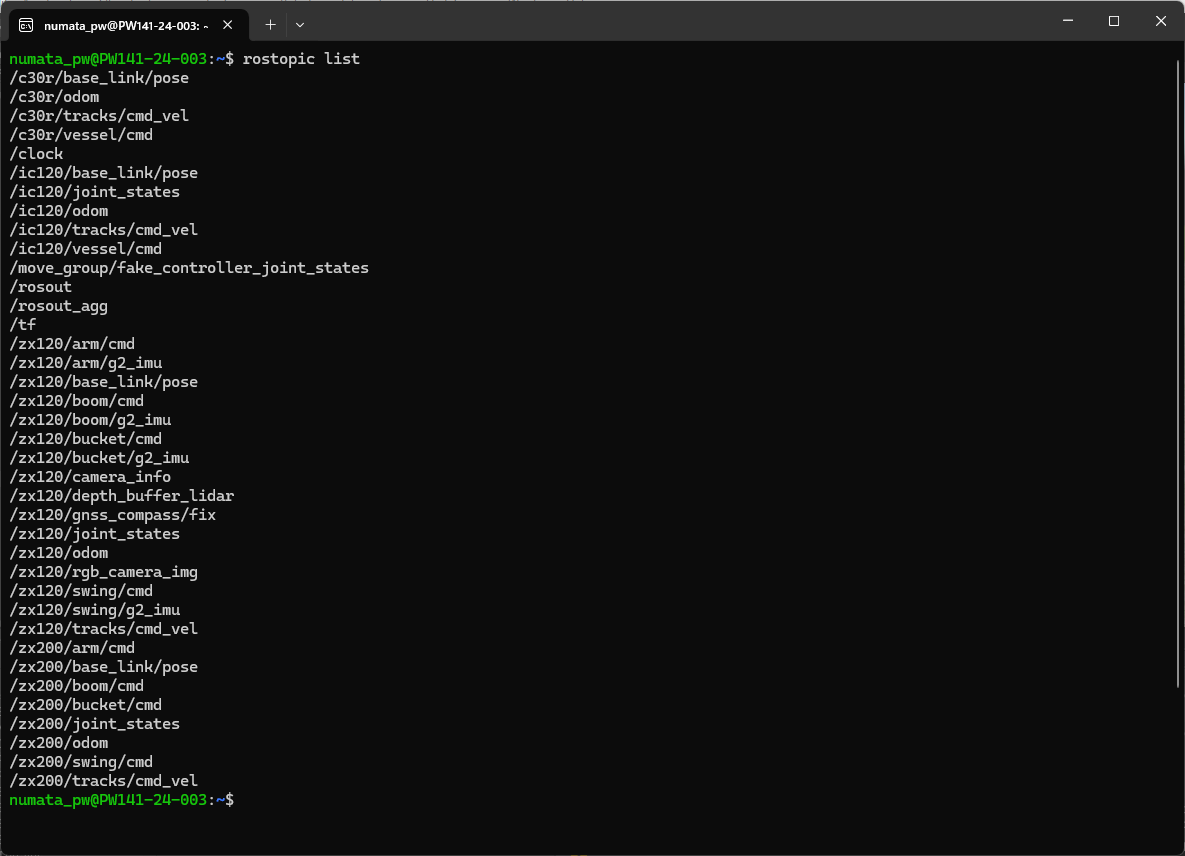 numata_pw@PW141-24-003: ~
numata_pw@PW141-24-003:~$ rostopic list
/c30r/base_link/pose
/c30r/odom
/c30r/tracks/cmd_vel
/c30r/vessel/cmd
/clock
/ic120/base_link/pose
/ic120/joint_states
/ic120/odom
/ic120/tracks/cmd_vel
/ic120/vessel/cmd
/move_group/fake_controller_joint_states
/rosout
/rosout_agg
/tf
/zx120/arm/cmd
/zx120/arm/g2_imu
/zx120/base_link/pose
/zx120/boom/cmd
/zx120/boom/g2_imu
/zx120/bucket/cmd
/zx120/bucket/g2_imu
/zx120/camera_info
/zx120/depth_buffer_lidar
/zx120/gnss_compass/fix
/zx120/joint_states
/zx120/odom
/zx120/rgb_camera_img
/zx120/swing/cmd
/zx120/swing/g2_imu
/zx120/tracks/cmd_vel
/zx200/arm/cmd
/zx200/base_link/pose
/zx200/boom/cmd
/zx200/bucket/cmd
/zx200/joint_states
/zx200/odom
/zx200/swing/cmd
/zx200/tracks/cmd_vel
numata_pw@PW141-24-003:~$